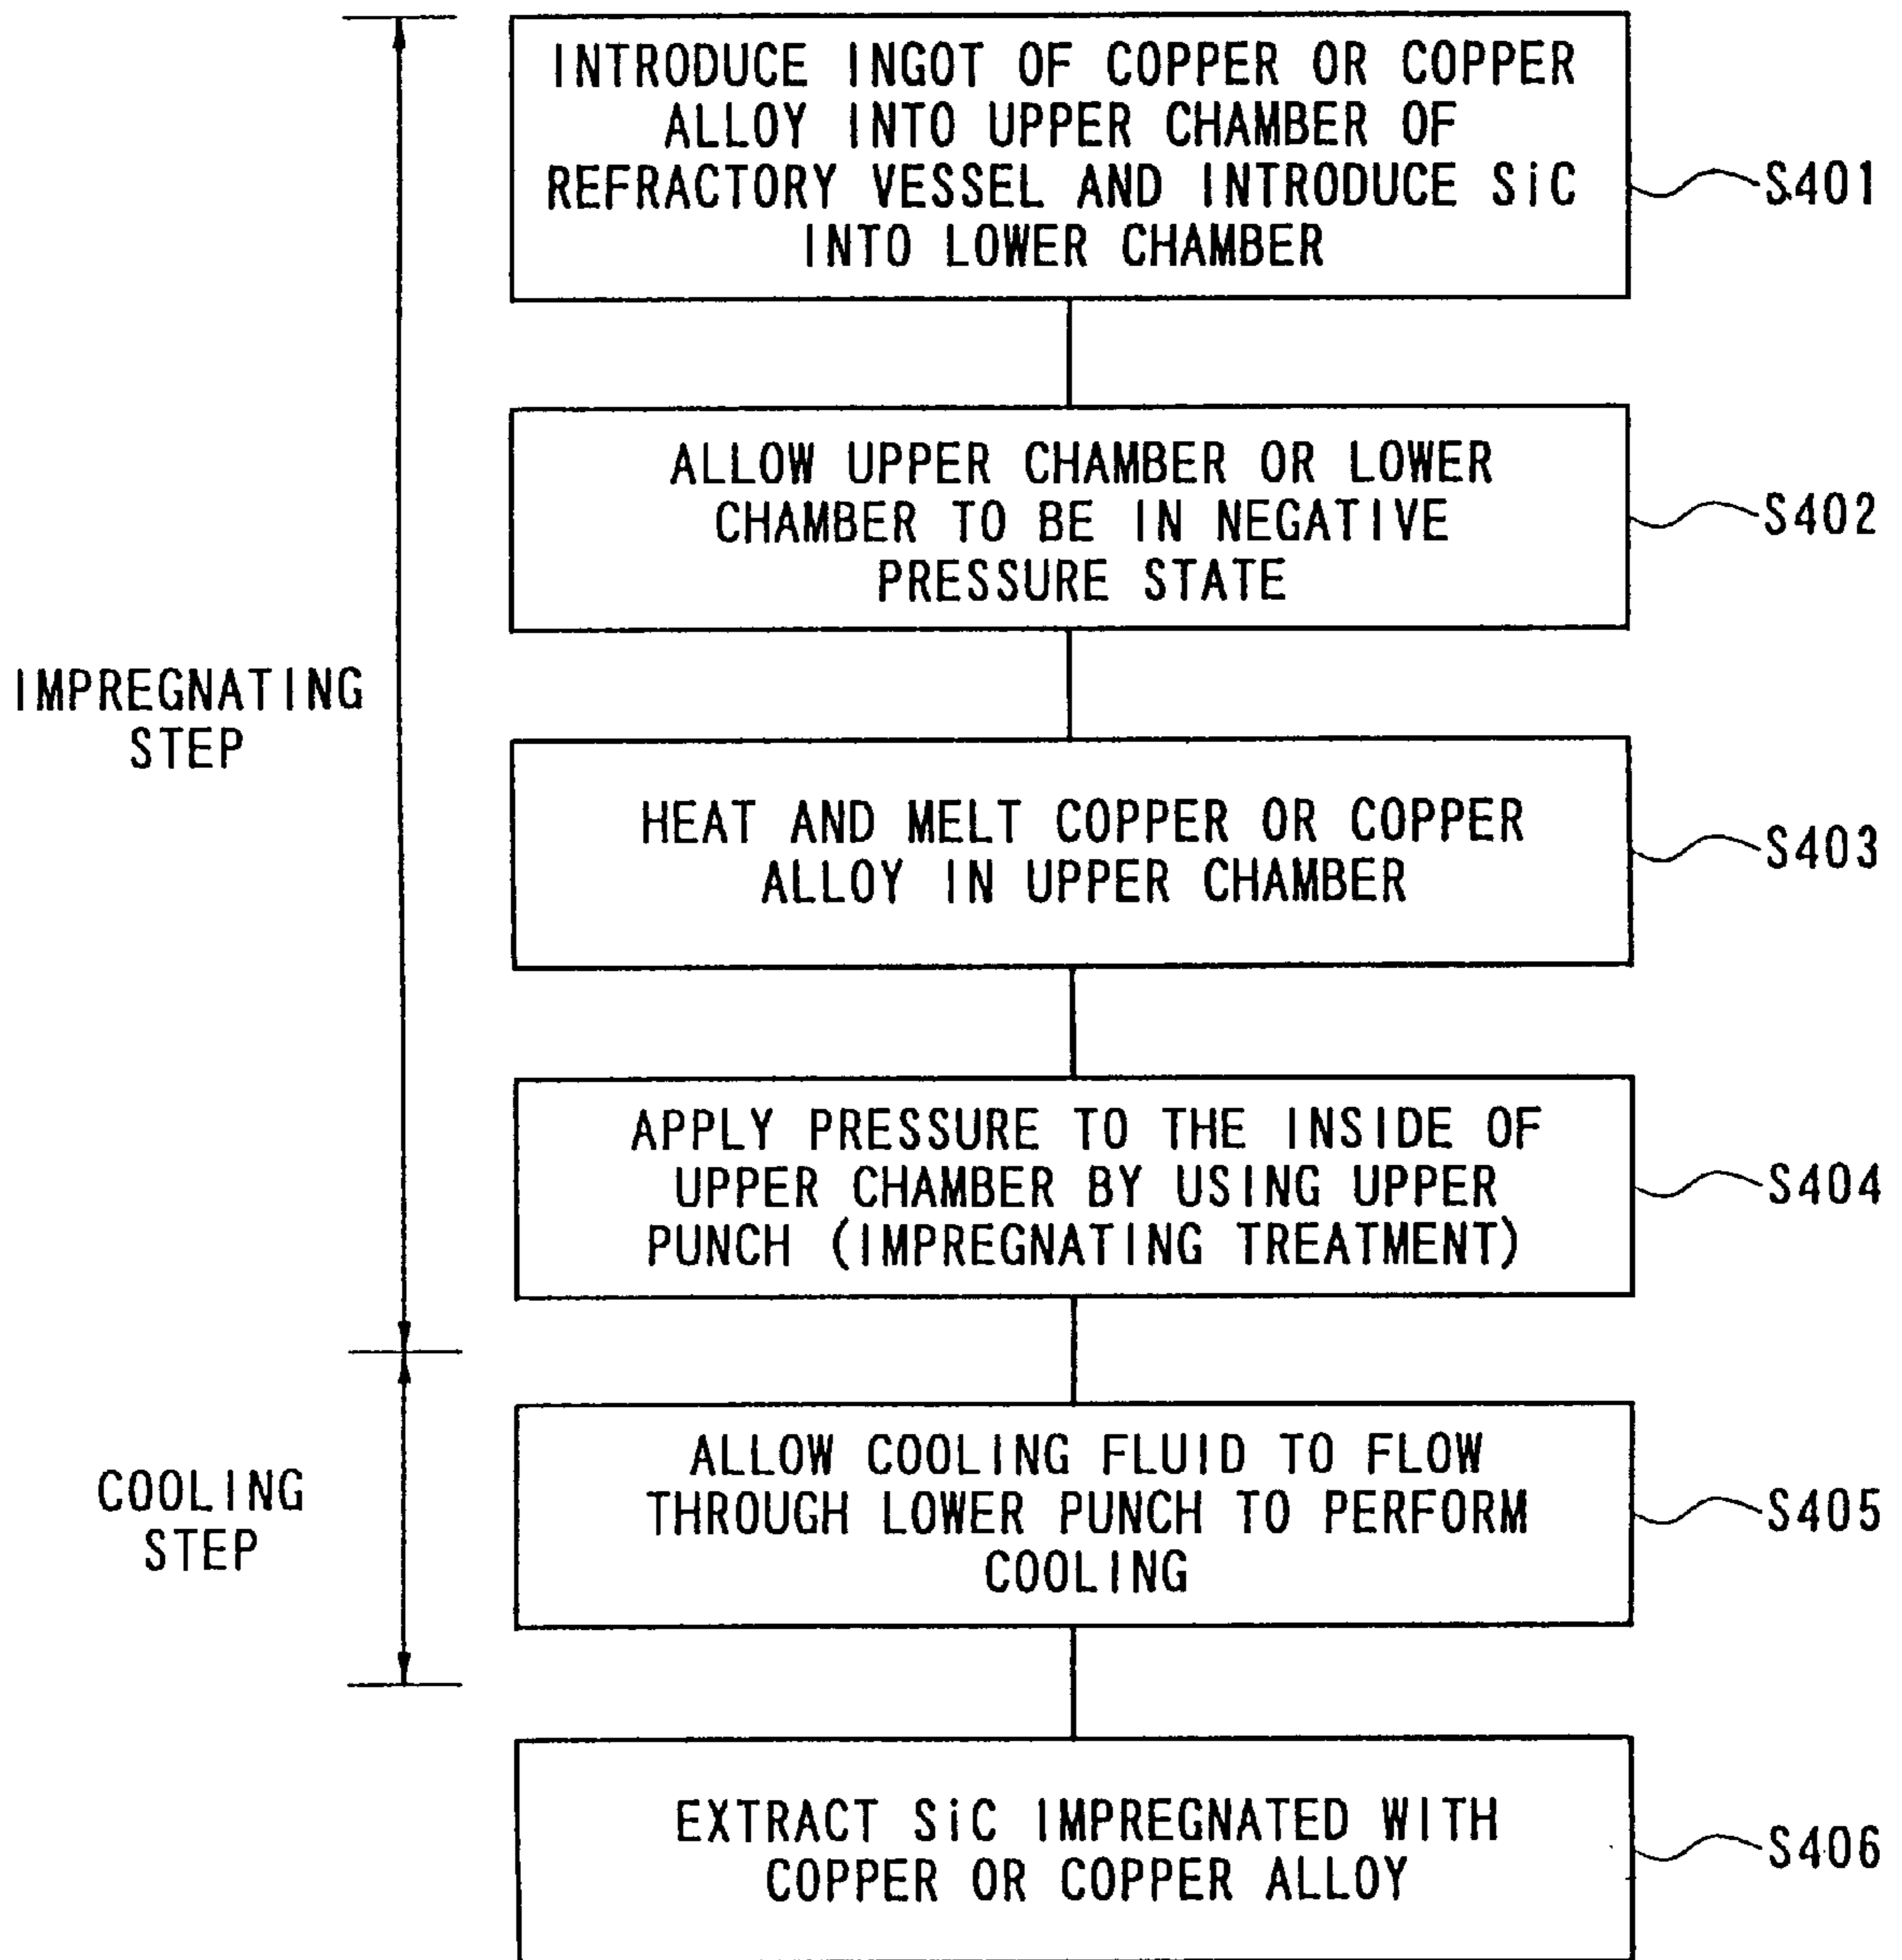 INTRODUCE INGOT OF COPPER OR COPPER
ALLOY INTO UPPER CHAMBER OF
REFRACTORY VESSEL AND INTRODUCE SiC
INTO LOWER CHAMBER
S401
ALLOW UPPER CHAMBER OR LOWER
CHAMBER TO BE IN NEGATIVE
PRESSURE STATE
S402
IMPREGNATING
STEP
HEAT AND MELT COPPER OR COPPER
ALLOY IN UPPER CHAMBER
S403
APPLY PRESSURE TO THE INSIDE OF
UPPER CHAMBER BY USING UPPER
PUNCH (IMPREGNATING TREATMENT)
S404
COOLING
STEP
ALLOW COOLING FLUID TO FLOW
THROUGH LOWER PUNCH TO PERFORM
COOLING
S405
EXTRACT SiC IMPREGNATED WITH
COPPER OR COPPER ALLOY
S406